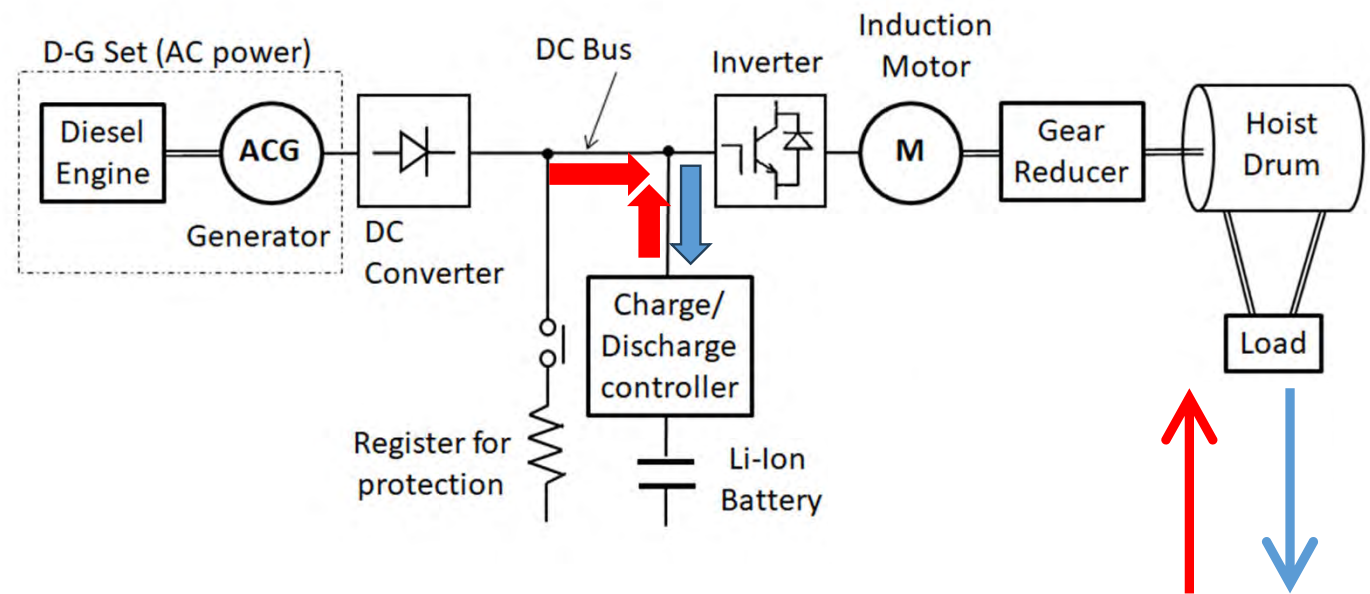 D-G Set (AC power)
Diesel
Engine
ACG
Generator
DC
Converter
DC Bus
Inverter
Induction
Motor
M
Gear
Reducer
Hoist
Drum
Load
Charge/
Discharge
controller
Register for
protection
Li-Ion
Battery